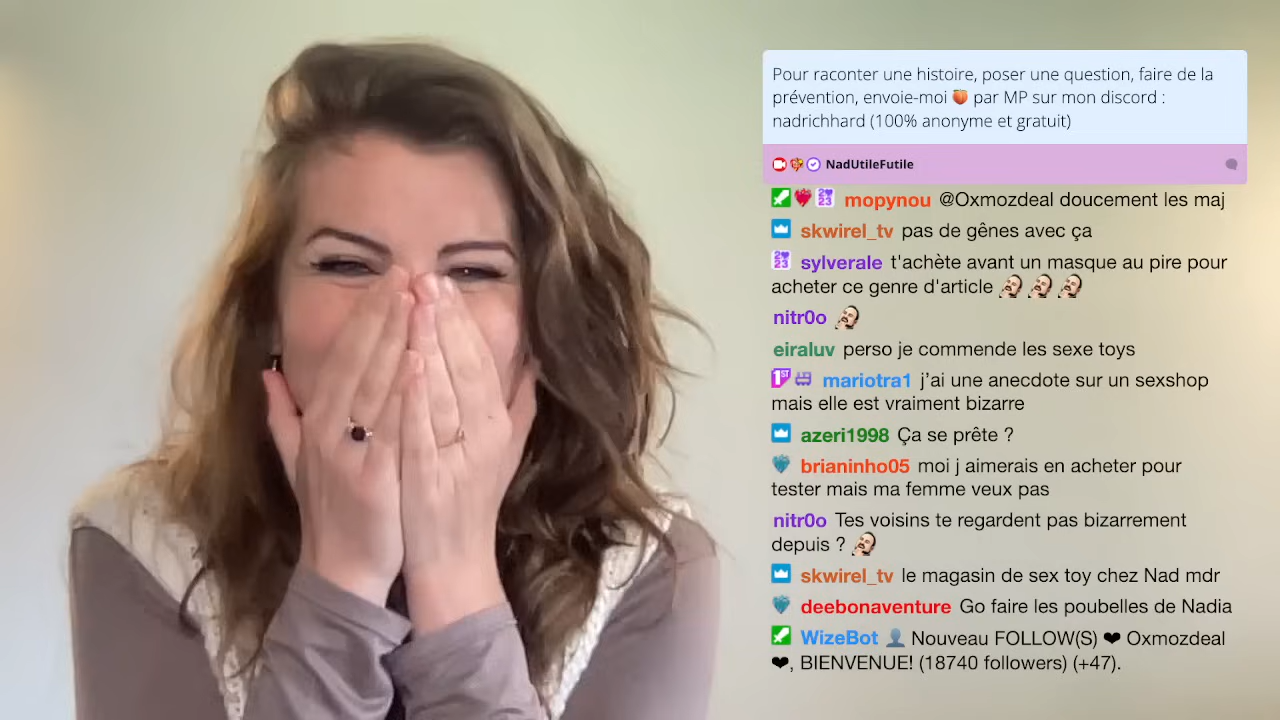 Pour raconter une histoire, poser une question, faire de la
prévention, envoie-moi 🍑 par MP sur mon discord :
nadrichhard (100% anonyme et gratuit)
NadUtileFutile
mopynou @Oxmozdeal doucement les maj
skwirel_tv pas de gênes avec ça
sylverale t'achète avant un masque au pire pour
acheter ce genre d'article
nitr0o
eiraluv perso je commende les sexe toys
1ST mariotra1 j'ai une anecdote sur un sexshop
mais elle est vraiment bizarre
azeri1998 Ça se prête ?
brianinho05 moi j aimerais en acheter pour
tester mais ma femme veux pas
nitr0o Tes voisins te regardent pas bizarrement
depuis ?
skwirel_tv le magasin de sex toy chez Nad mdr
deebonaventure Go faire les poubelles de Nadia
WizeBot 👤 Nouveau FOLLOW(S) ❤ Oxmozdeal
❤, BIENVENUE! (18740 followers) (+47).